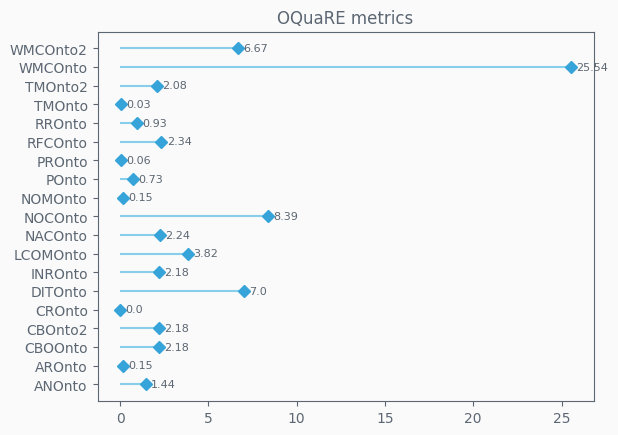 OQuaRE metrics
WMCOnto2 6.67
WMCOnto 25.54
TMOnto2 2.08
TMOnto 0.03
RROnto 0.93
RFCOnto 2.34
PROnto 0.06
POnto 0.73
NOMOnto 0.15
NOCOnto 8.39
NACOnto 2.24
LCOMOnto 3.82
INROnto 2.18
DITOnto 7.0
CROnto 0.0
CBOnto2 2.18
CBOOnto 2.18
AROnto 0.15
ANOnto 1.44
0 5 10 15 20 25